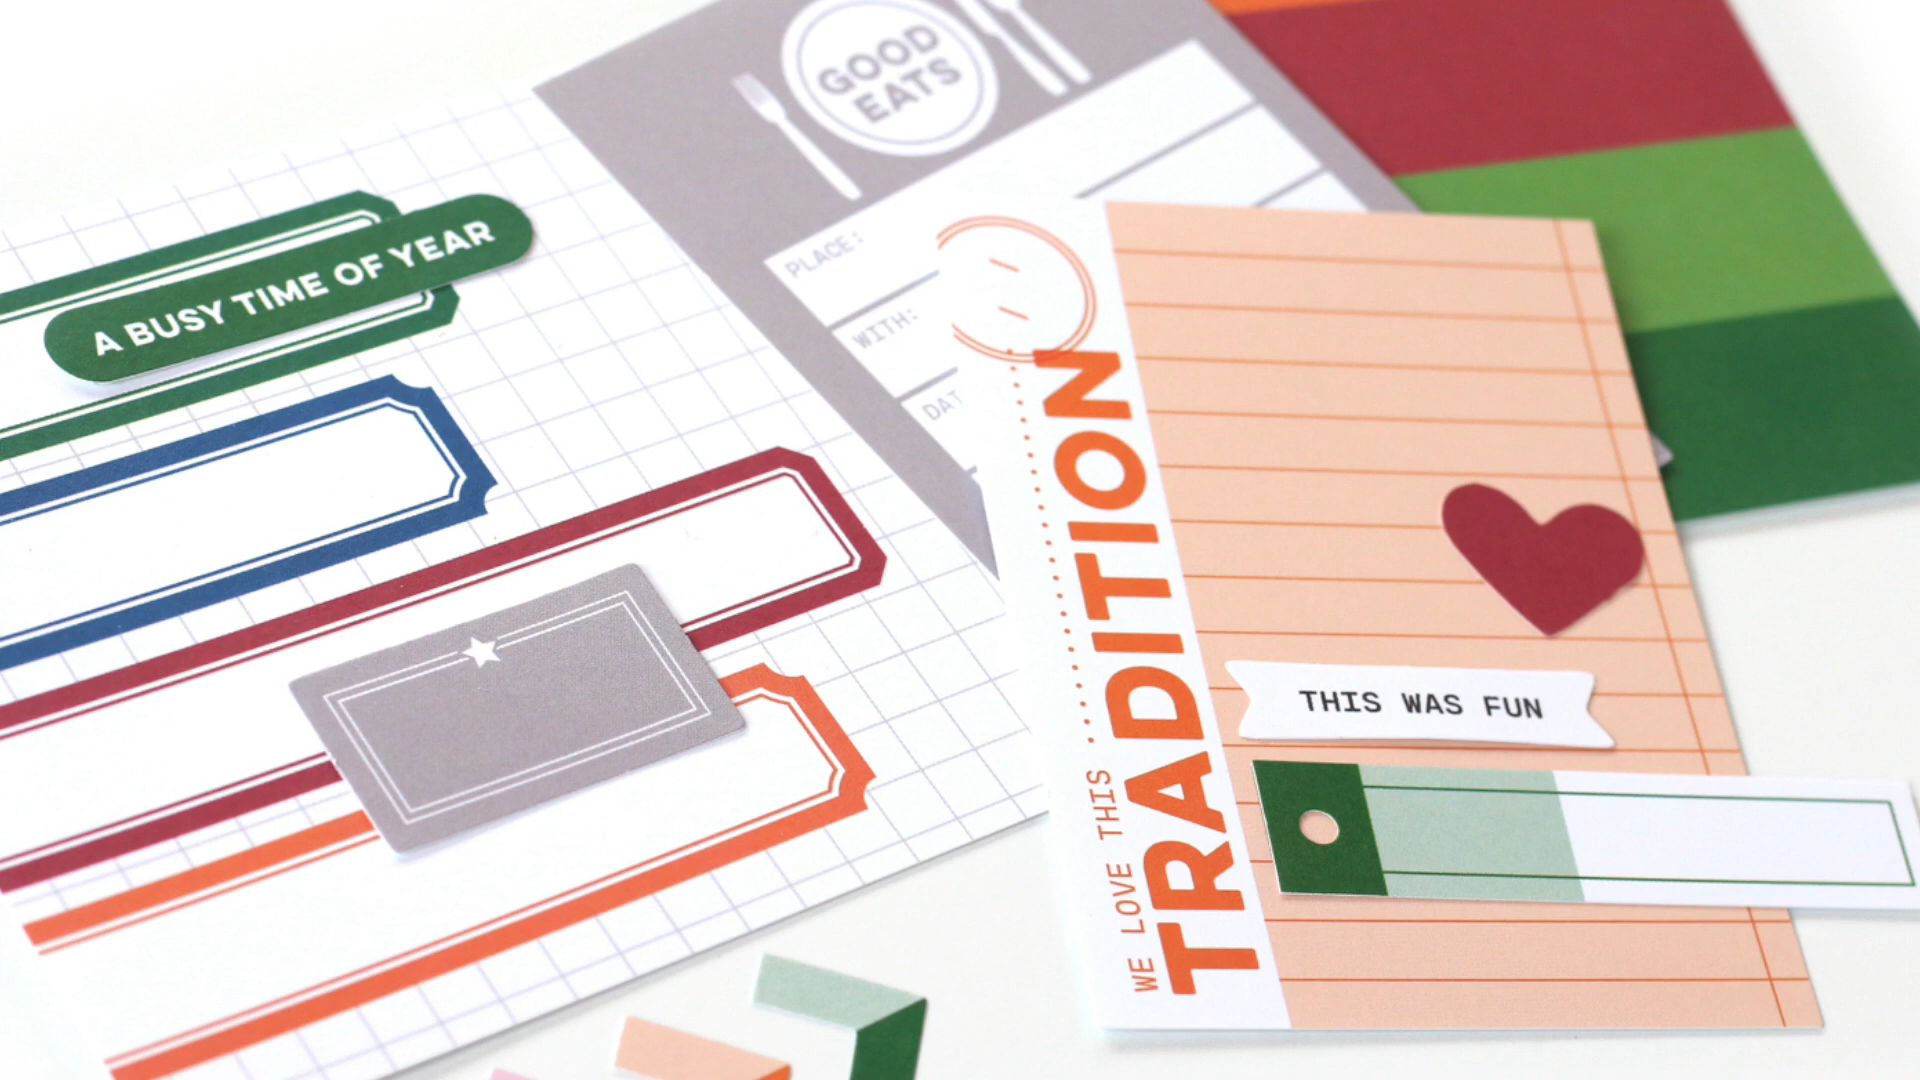 GOOD
EATS
PLACE:
WITH:
DAT
A BUSY TIME OF YEAR
WE LOVE THIS
TRADITION
THIS WAS FUN